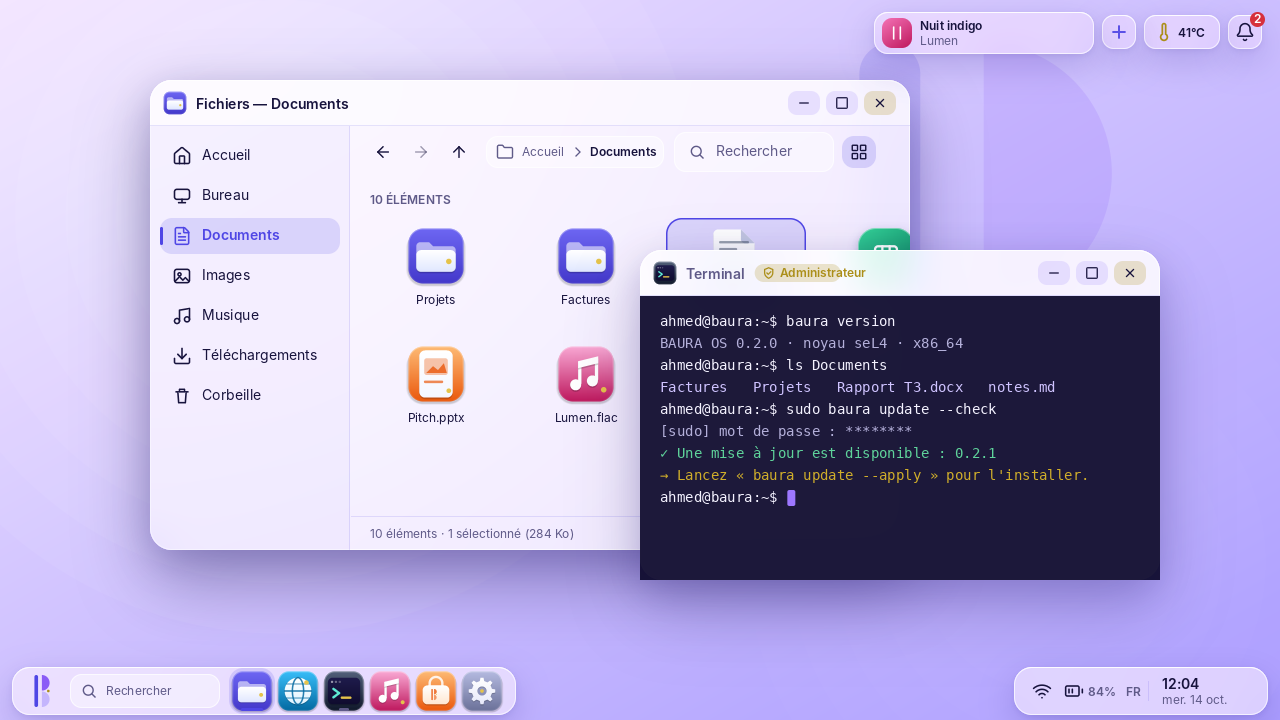 Nuit indigo
Lumen
41°C
2
Fichiers — Documents
Accueil
Bureau
Documents
Images
Musique
Téléchargements
Corbeille
Accueil
Documents
Rechercher
10 ÉLÉMENTS
Projets
Factures
Pitch.pptx
Lumen.flac
10 éléments · 1 sélectionné (284 Ko)
Terminal
Administrateur
ahmed@baura:~$ baura version
BAURA OS 0.2.0 · noyau seL4 · x86_64
ahmed@baura:~$ ls Documents
Factures   Projets   Rapport T3.docx   notes.md
ahmed@baura:~$ sudo baura update --check
[sudo] mot de passe : ********
✓ Une mise à jour est disponible : 0.2.1
→ Lancez « baura update --apply » pour l'installer.
ahmed@baura:~$
Rechercher
84%
FR
12:04
mer. 14 oct.